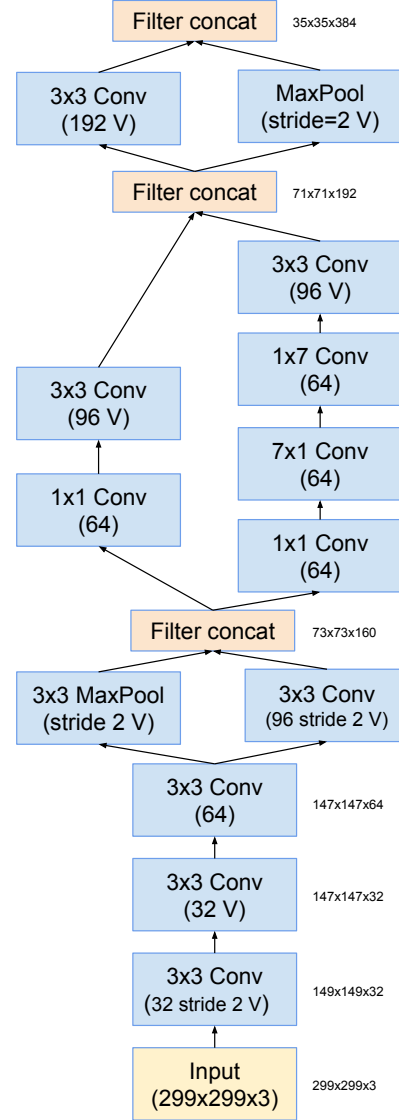 Filter concat
35x35x384
3x3 Conv
(192 V)
MaxPool
(stride=2 V)
Filter concat
71x71x192
3x3 Conv
(96 V)
1x7 Conv
(64)
3x3 Conv
(96 V)
7x1 Conv
(64)
1x1 Conv
(64)
1x1 Conv
(64)
Filter concat
73x73x160
3x3 MaxPool
(stride 2 V)
3x3 Conv
(96 stride 2 V)
3x3 Conv
(64)
147x147x64
3x3 Conv
(32 V)
147x147x32
3x3 Conv
(32 stride 2 V)
149x149x32
Input
(299x299x3)
299x299x3